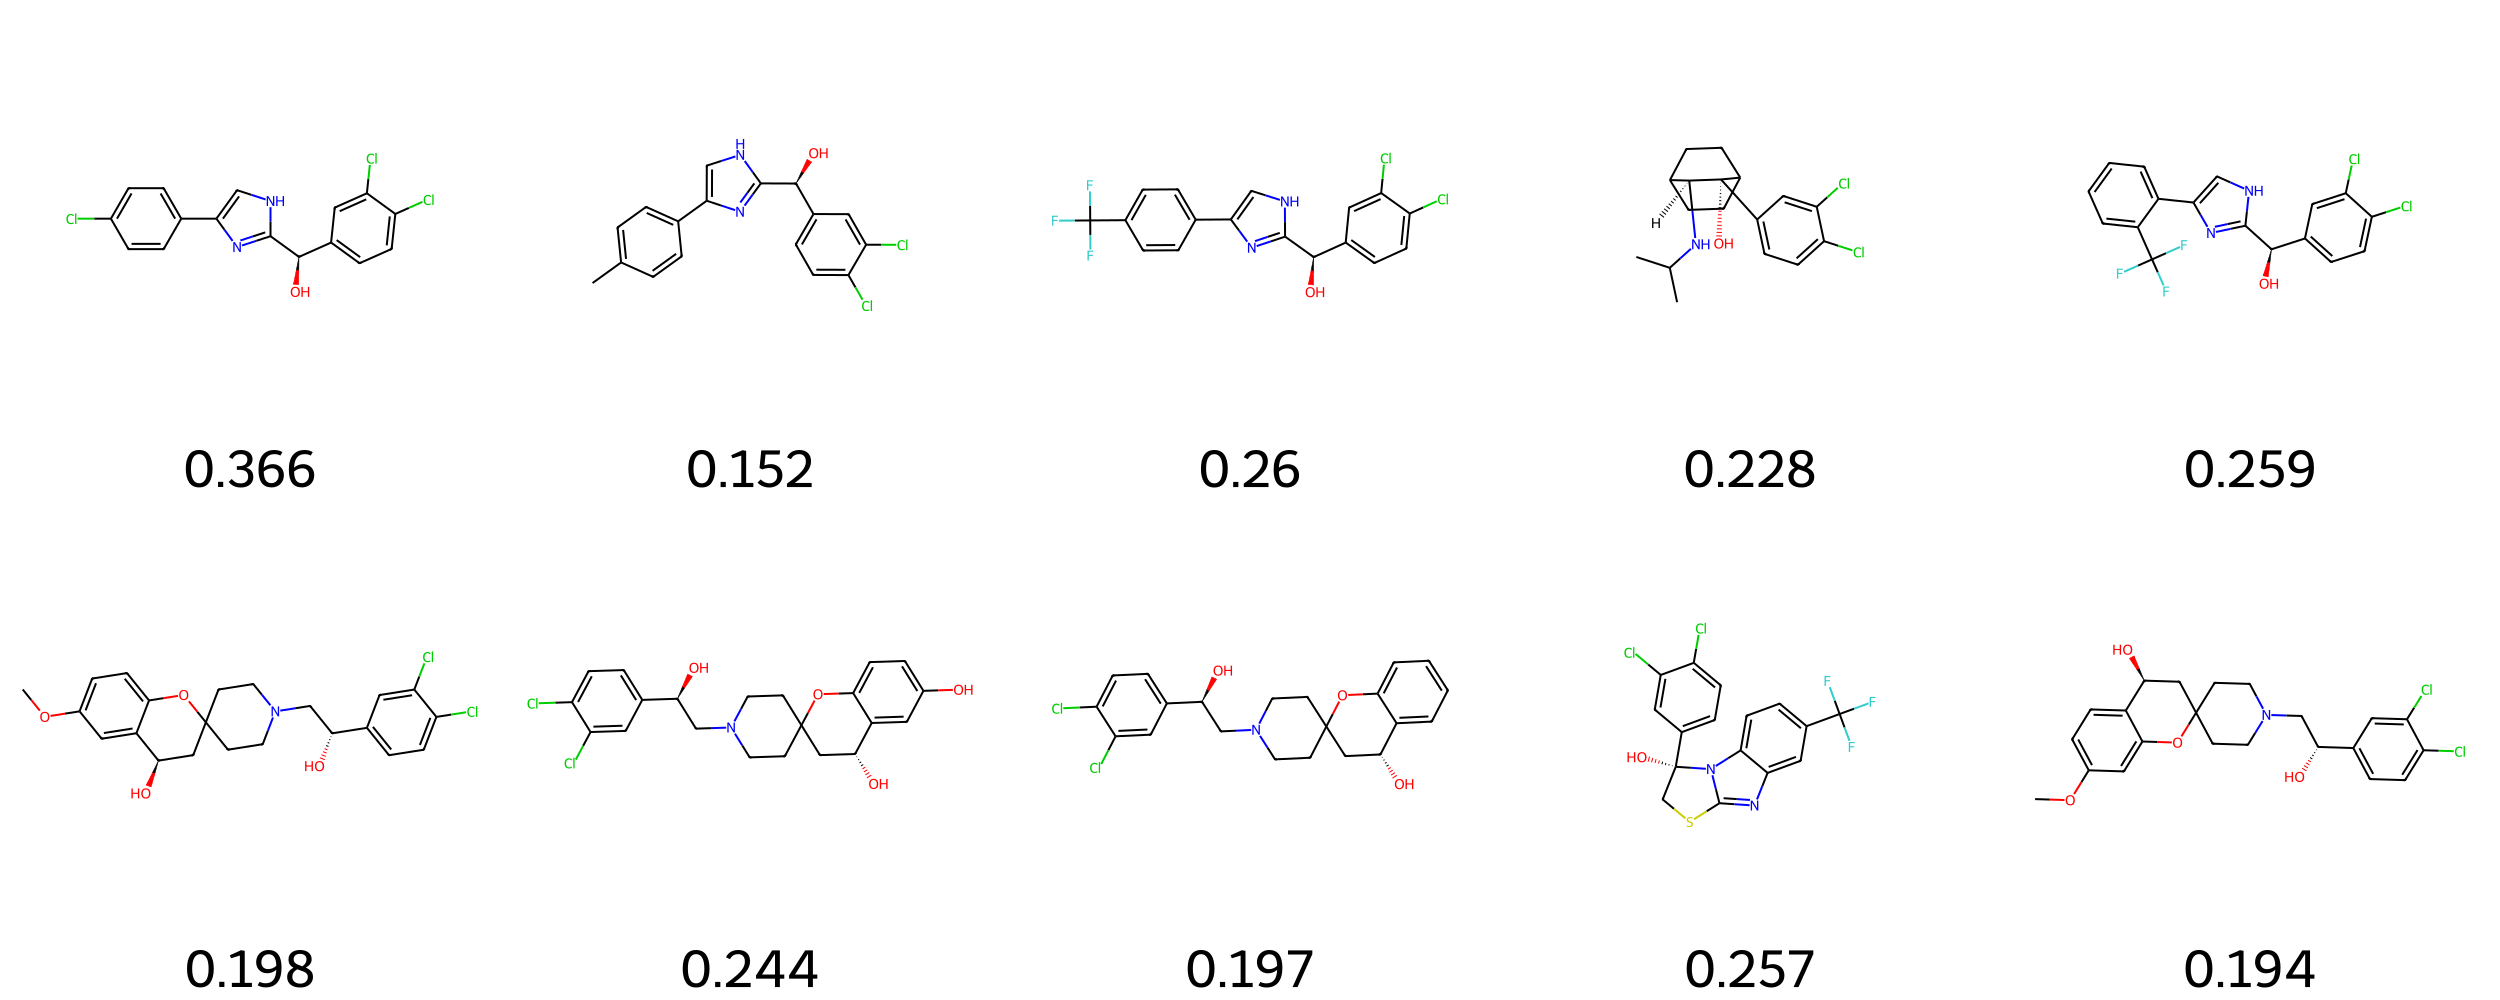 Cl N NH OH Cl Cl
H N N OH Cl Cl
F F F N NH OH Cl Cl
H NH OH Cl Cl
F F F N NH OH Cl Cl
0.366 0.152 0.26 0.228 0.259
O HO O N HO Cl Cl
Cl Cl OH N O OH OH
Cl Cl OH N O OH
Cl Cl HO N S N F F F
HO O O N HO Cl Cl
0.198 0.244 0.197 0.257 0.194